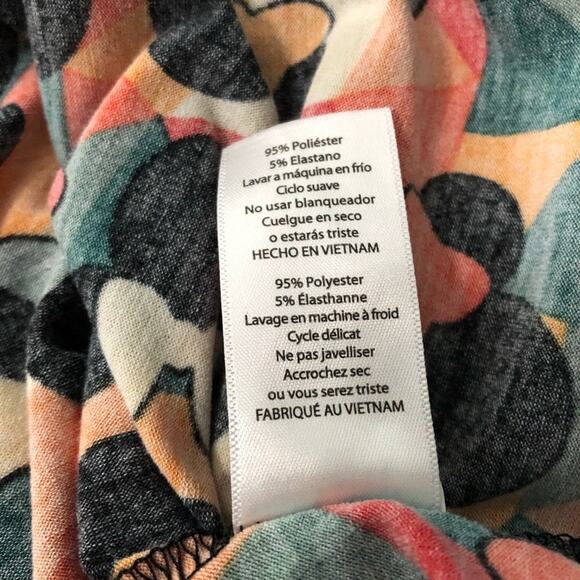 95% Poliéster
5% Elastano
Lavar a máquina en frío
Ciclo suave
No usar blanqueador
Cuelgue en seco
o estarás triste
HECHO EN VIETNAM
95% Polyester
5% Élasthanne
Lavage en machine à froid
Cycle délicat
Ne pas javelliser
Accrochez sec
ou vous serez triste
FABRIQUÉ AU VIETNAM